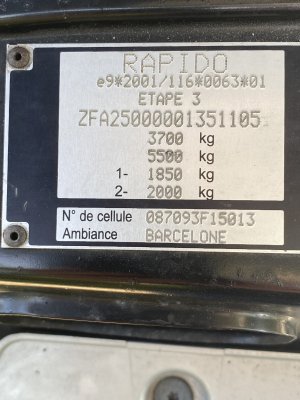 RAPIDO
e9*2001/116*0063*01
ETAPE 3
ZFA25000001351105
3700 kg
5500 kg
1- 1850 kg
2- 2000 kg
N° de cellule 087093F15013
Ambiance BARCELONE